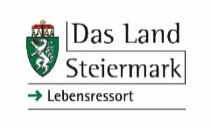 Das Land
Steiermark
→ Lebensressort